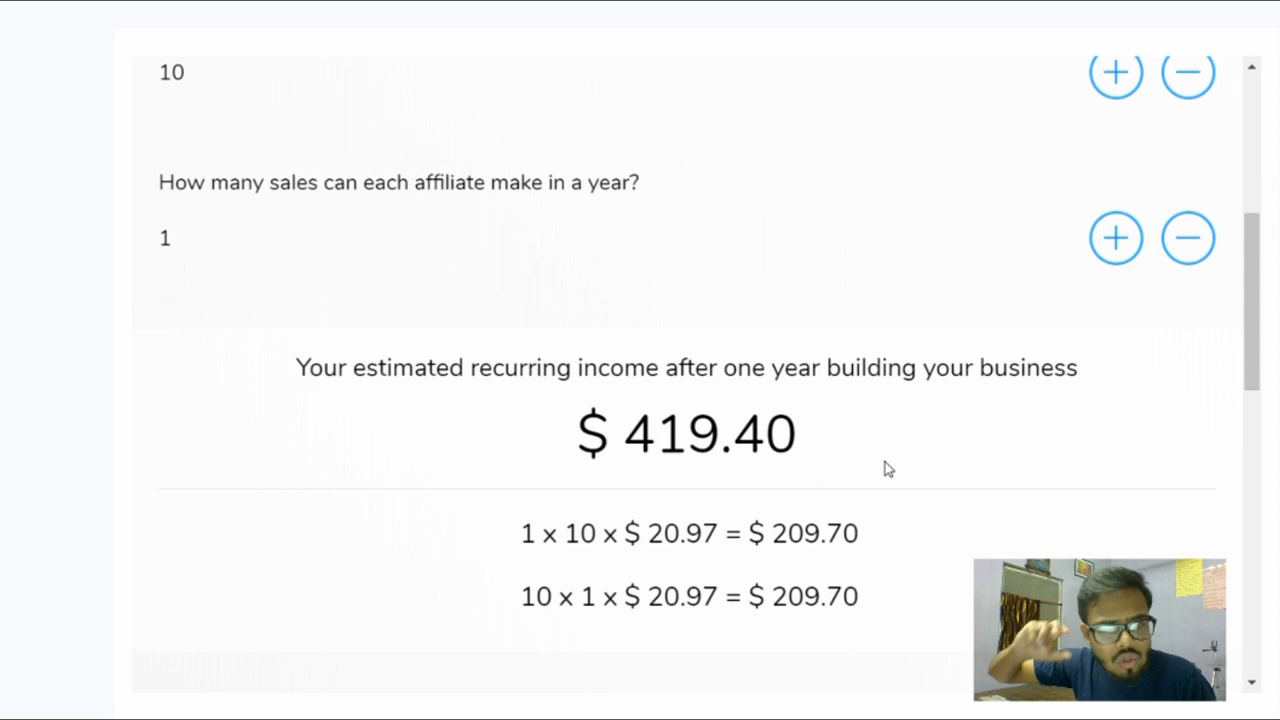 10
How many sales can each affiliate make in a year?
1
Your estimated recurring income after one year building your business
$ 419.40
1 x 10 x $ 20.97 = $ 209.70
10 x 1 x $ 20.97 = $ 209.70